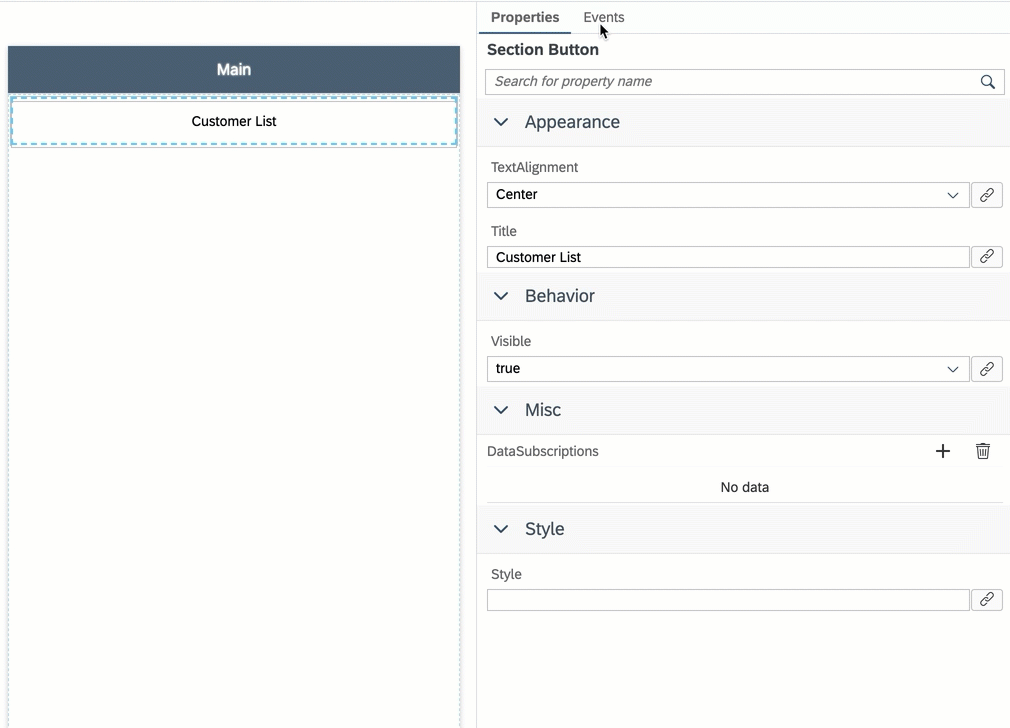 Properties
Events
Section Button
Main
Search for property name
Customer List
Appearance
TextAlignment
Center
Title
Customer List
Behavior
Visible
true
Misc
DataSubscriptions
No data
Style
Style